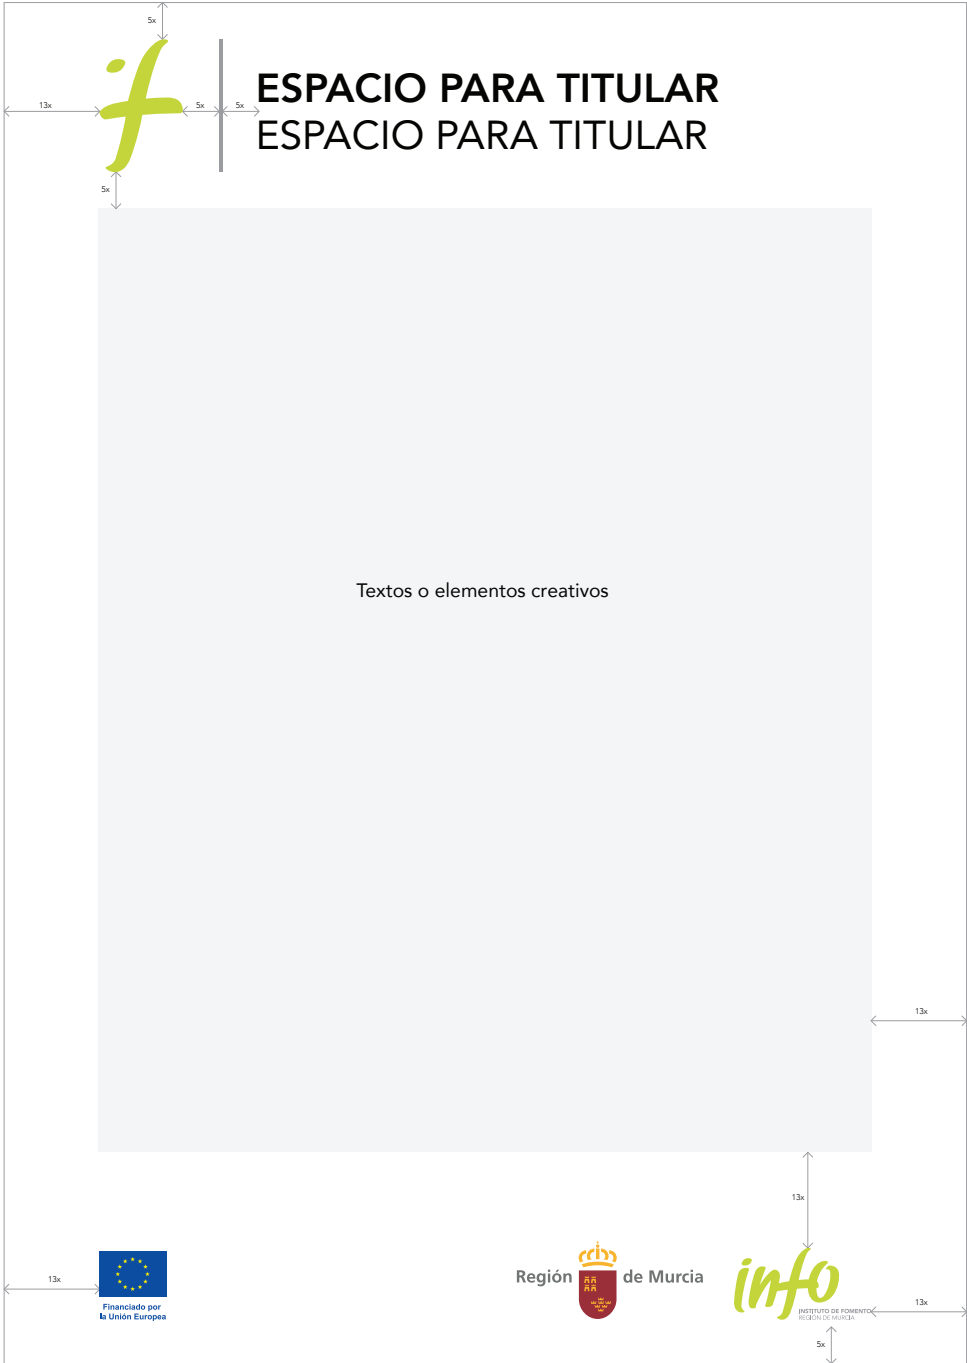 5x
ESPACIO PARA TITULAR
13x
5x
5x
ESPACIO PARA TITULAR
5x
Textos o elementos creativos
13x
13x
13x
Financiado por
la Unión Europea
Región de Murcia
info
INSTITUTO DE FOMENTO
REGIÓN DE MURCIA
13x
5x